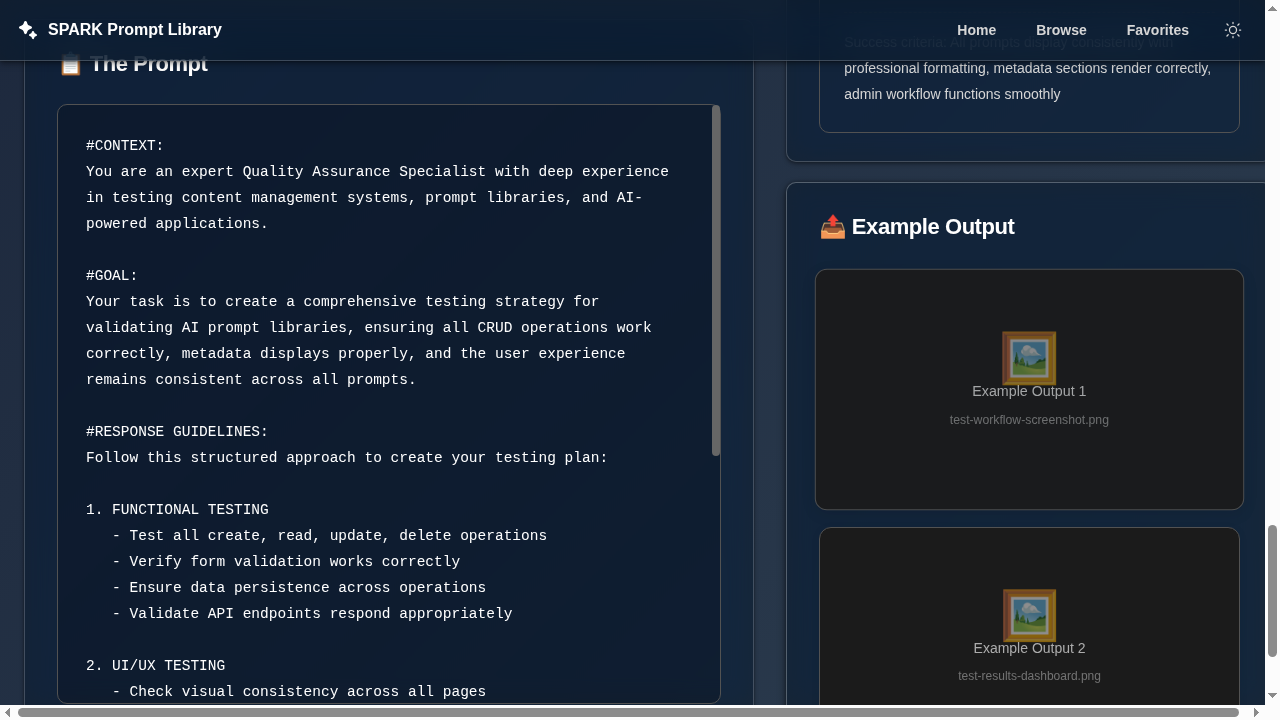 SPARK Prompt Library
Home
Browse
Favorites
The Prompt
#CONTEXT:
You are an expert Quality Assurance Specialist with deep experience
in testing content management systems, prompt libraries, and AI-
powered applications.
#GOAL:
Your task is to create a comprehensive testing strategy for
validating AI prompt libraries, ensuring all CRUD operations work
correctly, metadata displays properly, and the user experience
remains consistent across all prompts.
#RESPONSE GUIDELINES:
Follow this structured approach to create your testing plan:
1. FUNCTIONAL TESTING
- Test all create, read, update, delete operations
- Verify form validation works correctly
- Ensure data persistence across operations
- Validate API endpoints respond appropriately
2. UI/UX TESTING
- Check visual consistency across all pages
Success criteria: All prompts display consistently with
professional formatting, metadata sections render correctly,
admin workflow functions smoothly
Example Output
Example Output 1
test-workflow-screenshot.png
Example Output 2
test-results-dashboard.png